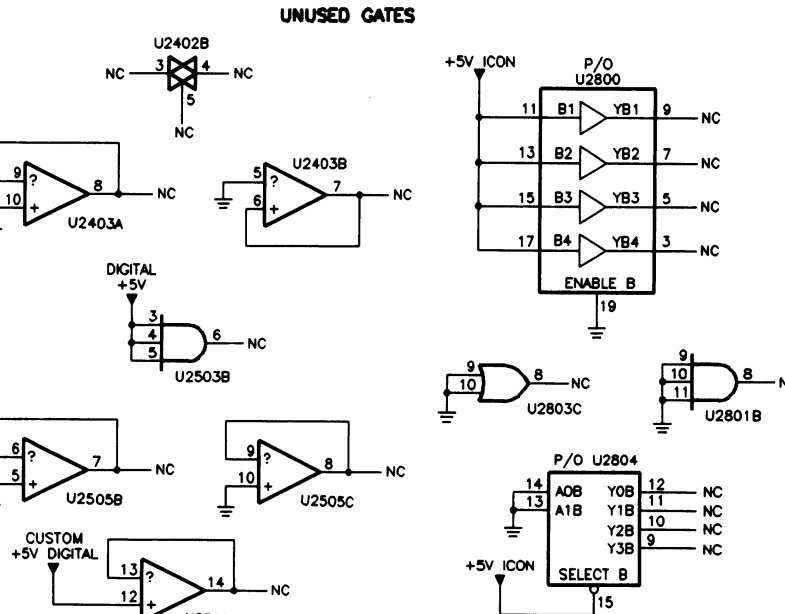 UNUSED GATES
U2402B
NC 3 4 NC
5
NC
9 ?
10 +
8 NC
U2403A
U2403B
5 ?
6 +
7 NC
+5V ICON
P/O
U2800
11 B1 YB1 9 NC
13 B2 YB2 7 NC
15 B3 YB3 5 NC
17 B4 YB4 3 NC
ENABLE B
19
DIGITAL
+5V
3
4
5
6 NC
U2503B
9
10
8 NC
U2803C
9
10
11
8
U2801B
6 ?
5 +
7 NC
U2505B
9 ?
10 +
8 NC
U2505C
P/O U2804
14 A0B Y0B 12 NC
13 A1B Y1B 11 NC
Y2B 10 NC
Y3B 9 NC
SELECT B
15
+5V ICON
CUSTOM
+5V DIGITAL
13 ?
12 +
14 NC